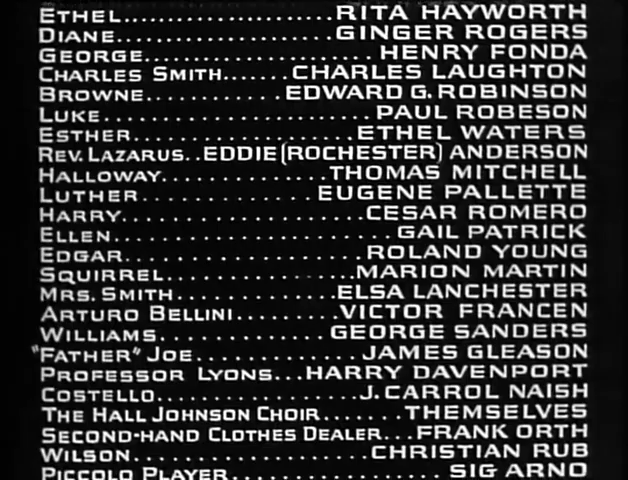 ETHEL..................RITA HAYWORTH
DIANE......................GINGER ROGERS
GEORGE.......................HENRY FONDA
CHARLES SMITH.......CHARLES LAUGHTON
BROWNE............EDWARD G. ROBINSON
LUKE..........................PAUL ROBESON
ESTHER.....................ETHEL WATERS
REV. LAZARUS..EDDIE (ROCHESTER) ANDERSON
HALLOWAY...............THOMAS MITCHELL
LUTHER................EUGENE PALLETTE
HARRY.......................CESAR ROMERO
ELLEN..........................GAIL PATRICK
EDGAR.......................ROLAND YOUNG
SQUIRREL..................MARION MARTIN
MRS. SMITH...............ELSA LANCHESTER
ARTURO BELLINI.........VICTOR FRANCEN
WILLIAMS................GEORGE SANDERS
"FATHER" JOE..............JAMES GLEASON
PROFESSOR LYONS...HARRY DAVENPORT
COSTELLO...................J. CARROL NAISH
THE HALL JOHNSON CHOIR.......THEMSELVES
SECOND-HAND CLOTHES DEALER...FRANK ORTH
WILSON......................CHRISTIAN RUB
PICCOLO PLAYER....................SIG ARNO